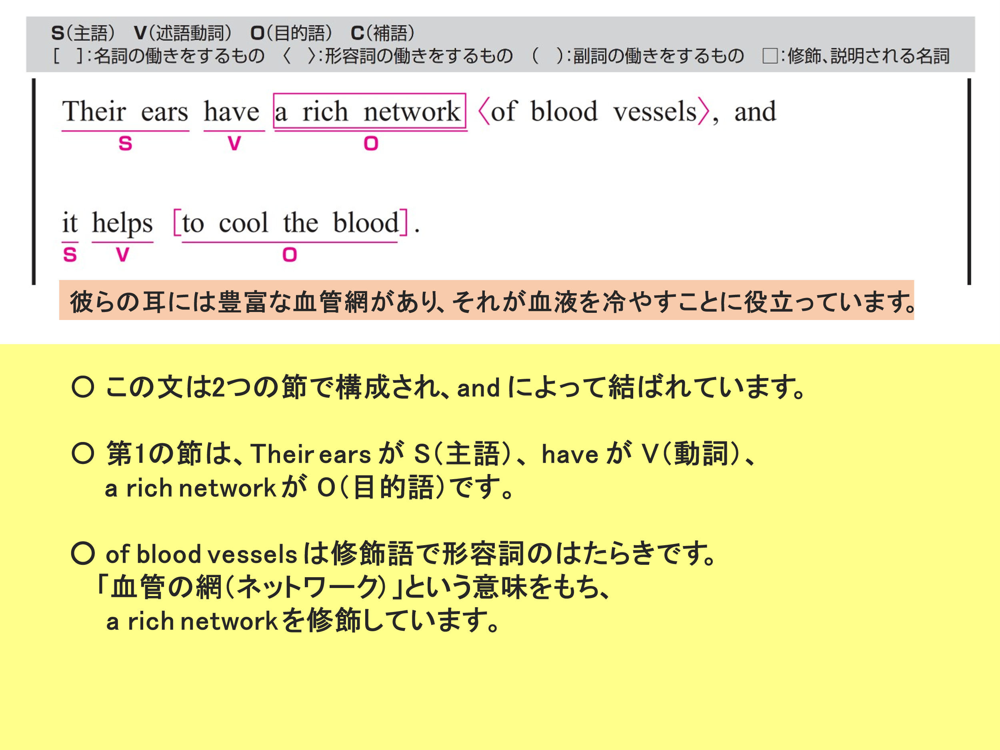 S(主語) V(述語動詞) O(目的語) C(補語)
[ ]:名詞の働きをするもの 〈 〉:形容詞の働きをするもの ( ):副詞の働きをするもの □:修飾、説明される名詞
Their ears have a rich network 〈of blood vessels〉, and
S V O
it helps [to cool the blood].
S V O
彼らの耳には豊富な血管網があり、それが血液を冷やすことに役立っています。
○ この文は2つの節で構成され、and によって結ばれています。
○ 第1の節は、Their ears が S(主語)、have が V(動詞)、
a rich network が O(目的語)です。
○ of blood vessels は修飾語で形容詞のはたらきです。
「血管の網(ネットワーク)」という意味をもち、
a rich networkを修飾しています。